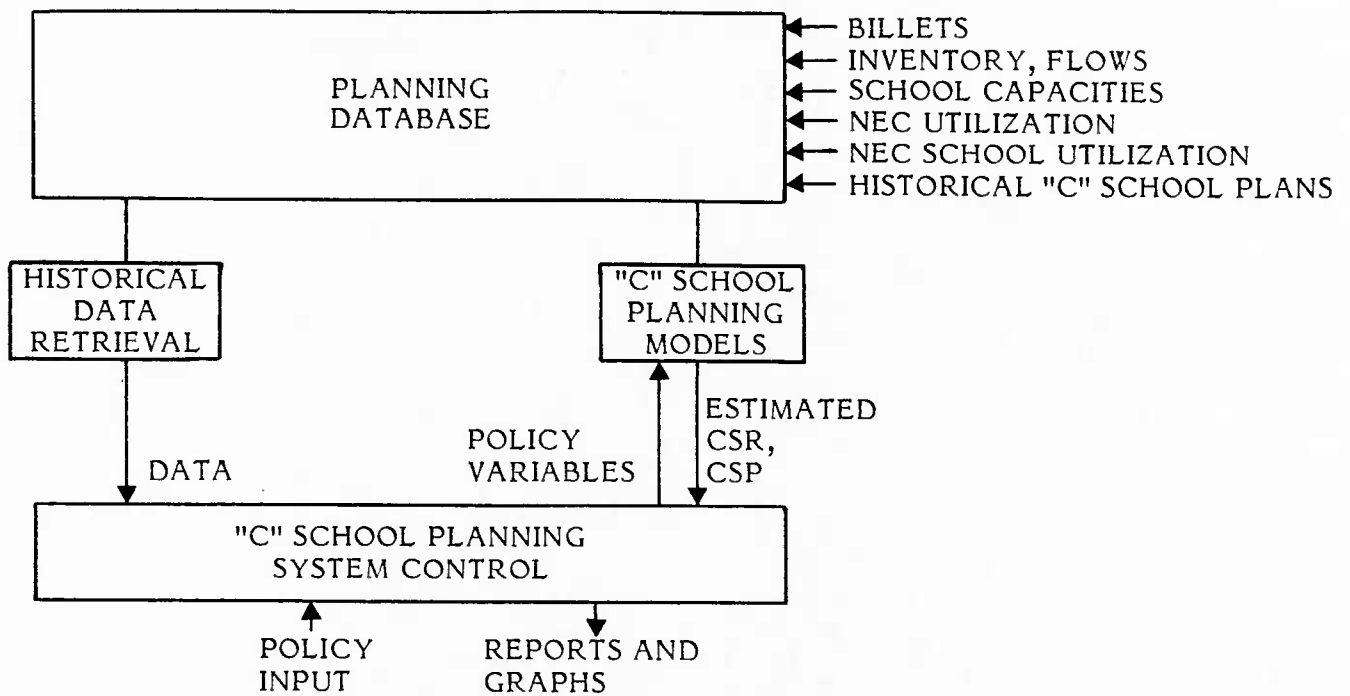 PLANNING
DATABASE
BILLETS
INVENTORY, FLOWS
SCHOOL CAPACITIES
NEC UTILIZATION
NEC SCHOOL UTILIZATION
HISTORICAL "C" SCHOOL PLANS
HISTORICAL
DATA
RETRIEVAL
"C" SCHOOL
PLANNING
MODELS
DATA
POLICY
VARIABLES
ESTIMATED
CSR,
CSP
"C" SCHOOL PLANNING
SYSTEM CONTROL
POLICY
INPUT
REPORTS AND
GRAPHS